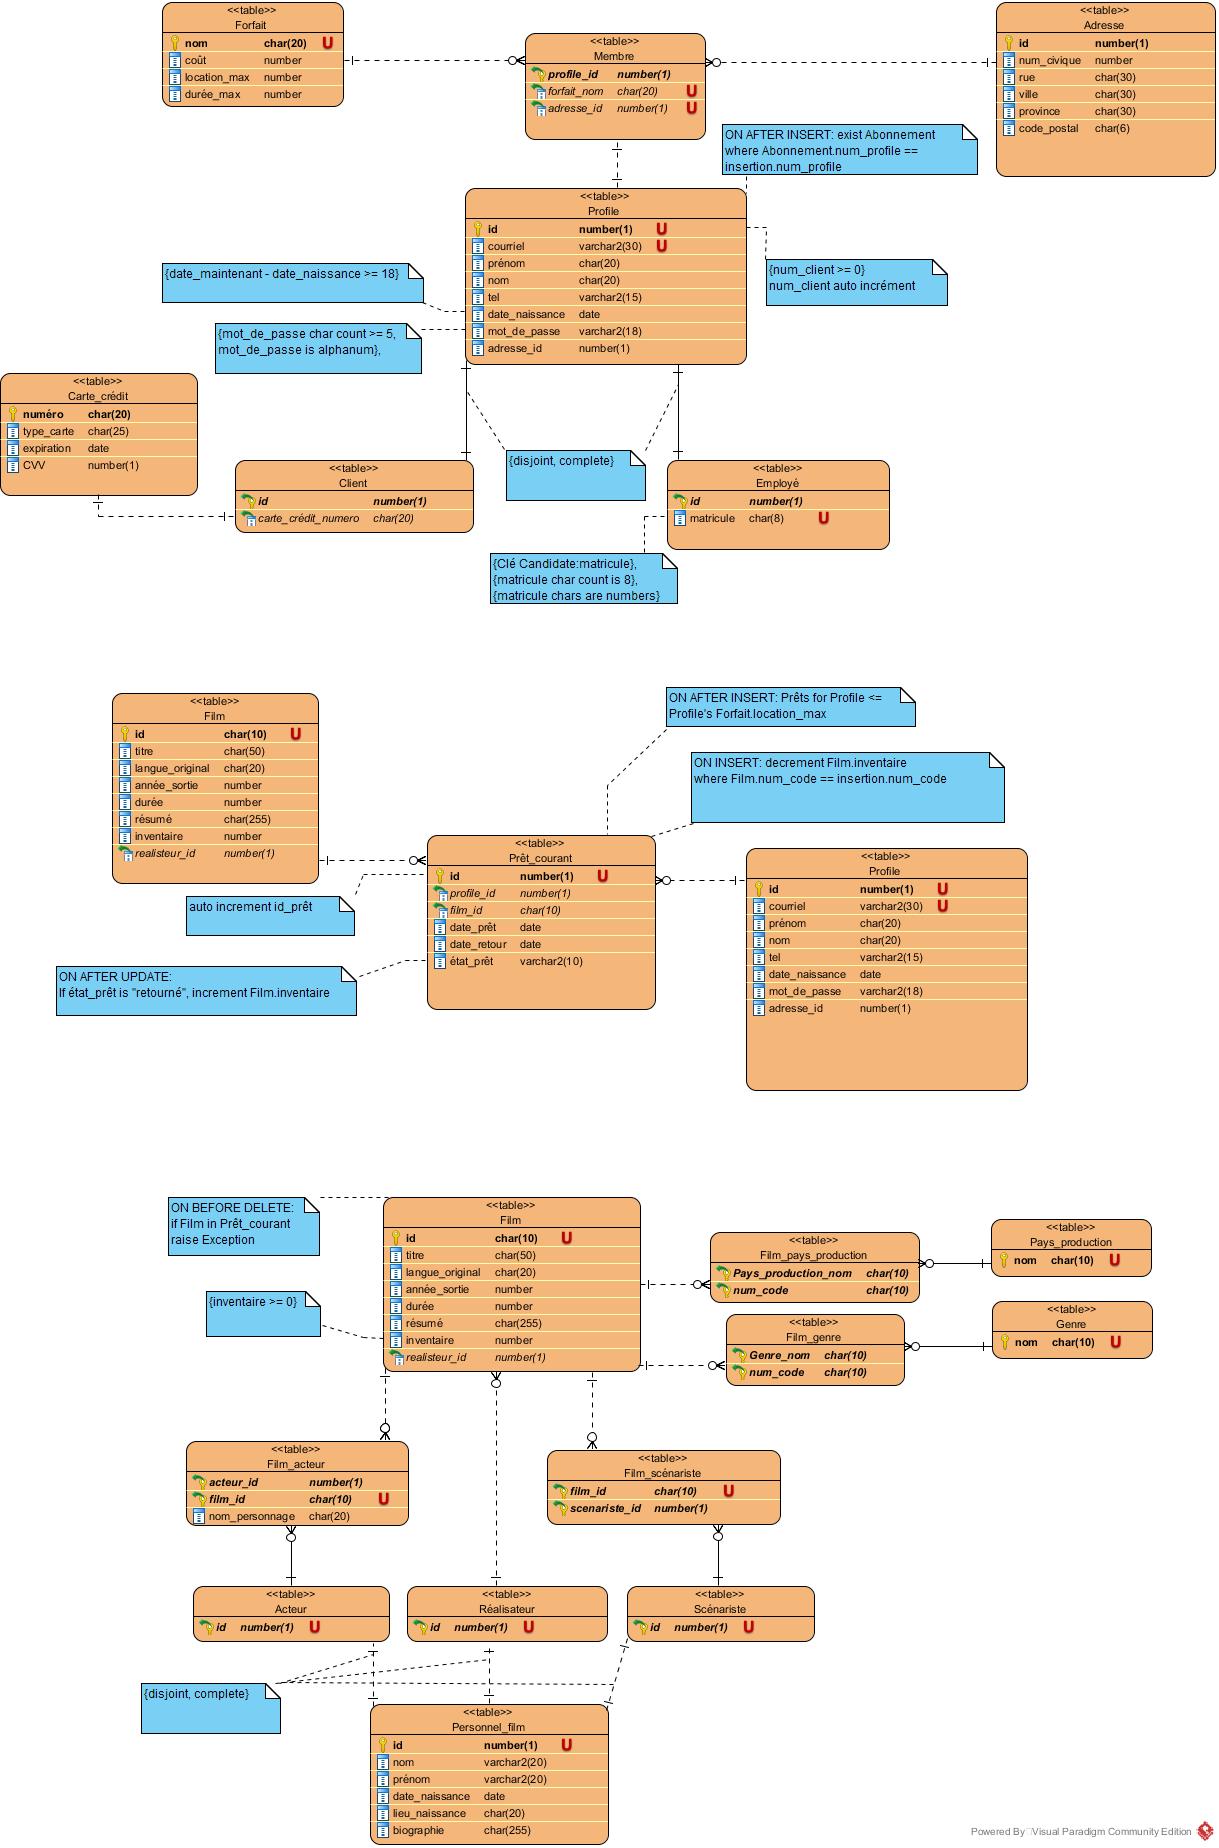 <<table>>
Forfait
nom char(20) U
coût number
location_max number
durée_max number
<<table>>
Membre
profile_id number(1)
forfait_nom char(20) U
adresse_id number(1) U
<<table>>
Adresse
id number(1)
num_civique number
rue char(30)
ville char(30)
province char(30)
code_postal char(6)
ON AFTER INSERT: exist Abonnement
where Abonnement.num_profile ==
insertion.num_profile
<<table>>
Profile
id number(1) U
courriel varchar2(30) U
prénom char(20)
nom char(20)
tel varchar2(15)
date_naissance date
mot_de_passe varchar2(18)
adresse_id number(1)
{date_maintenant - date_naissance >= 18}
{num_client >= 0}
num_client auto incrément
{mot_de_passe char count >= 5,
mot_de_passe is alphanum},
<<table>>
Carte_crédit
numéro char(20)
type_carte char(25)
expiration date
CVV number(1)
<<table>>
Client
id number(1)
carte_crédit_numero char(20)
{disjoint, complete}
<<table>>
Employé
id number(1)
matricule char(8) U
{Clé Candidate:matricule},
{matricule char count is 8},
{matricule chars are numbers}
<<table>>
Film
id char(10) U
titre char(50)
langue_original char(20)
année_sortie number
durée number
résumé char(255)
inventaire number
realisteur_id number(1)
ON AFTER INSERT: Prêts for Profile <=
Profile's Forfait.location_max
ON INSERT: decrement Film.inventaire
where Film.num_code == insertion.num_code
<<table>>
Prêt_courant
id number(1) U
profile_id number(1)
film_id char(10)
date_prêt date
date_retour date
état_prêt varchar2(10)
auto increment id_prêt
ON AFTER UPDATE:
If état_prêt is "retourné", increment Film.inventaire
<<table>>
Profile
id number(1) U
courriel varchar2(30) U
prénom char(20)
nom char(20)
tel varchar2(15)
date_naissance date
mot_de_passe varchar2(18)
adresse_id number(1)
ON BEFORE DELETE:
if Film in Prêt_courant
raise Exception
{inventaire >= 0}
<<table>>
Film
id char(10) U
titre char(50)
langue_original char(20)
année_sortie number
durée number
résumé char(255)
inventaire number
realisteur_id number(1)
<<table>>
Film_pays_production
Pays_production_nom char(10)
num_code char(10)
<<table>>
Pays_production
nom char(10) U
<<table>>
Film_genre
Genre_nom char(10)
num_code char(10)
<<table>>
Genre
nom char(10) U
<<table>>
Film_acteur
acteur_id number(1)
film_id char(10) U
nom_personnage char(20)
<<table>>
Film_scénariste
film_id char(10) U
scenariste_id number(1)
<<table>>
Acteur
id number(1) U
<<table>>
Réalisateur
id number(1) U
<<table>>
Scénariste
id number(1) U
{disjoint, complete}
<<table>>
Personnel_film
id number(1) U
nom varchar2(20)
prénom varchar2(20)
date_naissance date
lieu_naissance char(20)
biographie char(255)
Powered By Visual Paradigm Community Edition